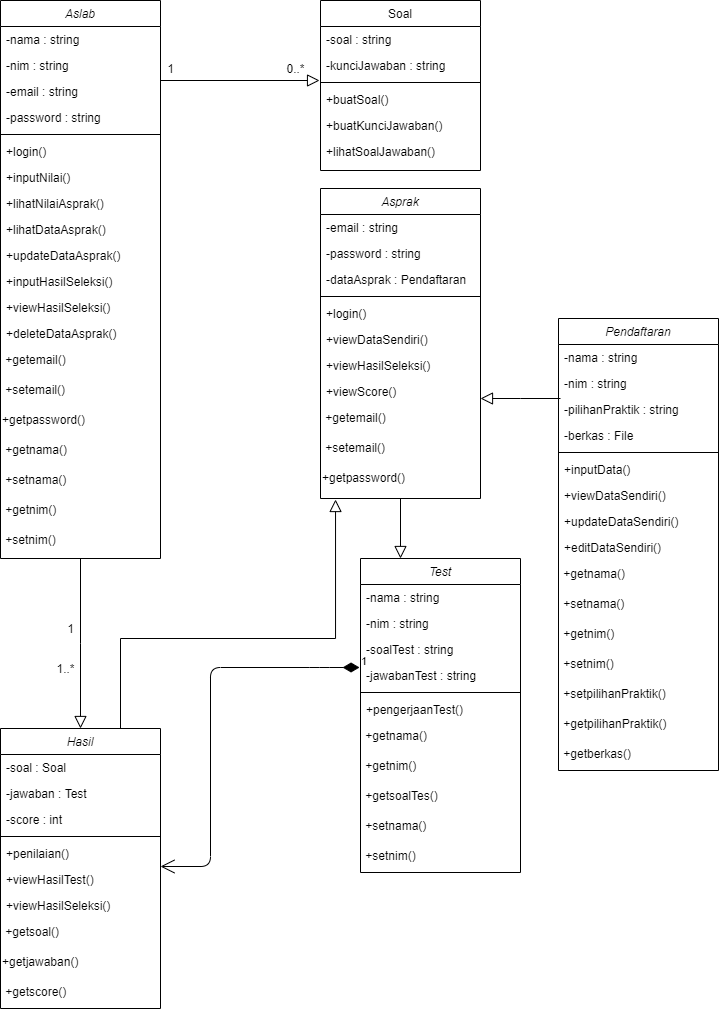 Aslab
-nama : string
-nim : string
-email : string
-password : string
+login()
+inputNilai()
+lihatNilaiAsprak()
+lihatDataAsprak()
+updateDataAsprak()
+inputHasilSeleksi()
+viewHasilSeleksi()
+deleteDataAsprak()
+getemail()
+setemail()
+getpassword()
+getnama()
+setnama()
+getnim()
+setnim()
1
0..*
Soal
-soal : string
-kunciJawaban : string
+buatSoal()
+buatKunciJawaban()
+lihatSoalJawaban()
Asprak
-email : string
-password : string
-dataAsprak : Pendaftaran
+login()
+viewDataSendiri()
+viewHasilSeleksi()
+viewScore()
+getemail()
+setemail()
+getpassword()
Pendaftaran
-nama : string
-nim : string
-pilihanPraktik : string
-berkas : File
+inputData()
+viewDataSendiri()
+updateDataSendiri()
+editDataSendiri()
+getnama()
+setnama()
+getnim()
+setnim()
+setpilihanPraktik()
+getpilihanPraktik()
+getberkas()
Test
-nama : string
-nim : string
-soalTest : string
1
-jawabanTest : string
+pengerjaanTest()
+getnama()
+getnim()
+getsoalTes()
+setnama()
+setnim()
1
1..*
Hasil
-soal : Soal
-jawaban : Test
-score : int
+penilaian()
+viewHasilTest()
+viewHasilSeleksi()
+getsoal()
+getjawaban()
+getscore()